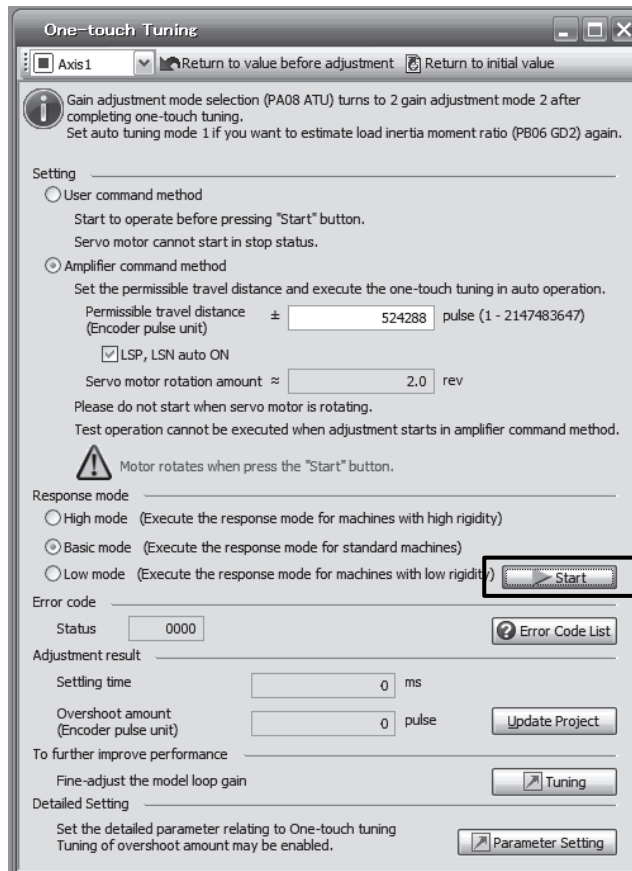 One-touch Tuning
Axis1 Return to value before adjustment Return to initial value
Gain adjustment mode selection (PA08 ATU) turns to 2 gain adjustment mode 2 after
completing one-touch tuning.
Set auto tuning mode 1 if you want to estimate load inertia moment ratio (PB06 GD2) again.
Setting
User command method
Start to operate before pressing "Start" button.
Servo motor cannot start in stop status.
Amplifier command method
Set the permissible travel distance and execute the one-touch tuning in auto operation.
Permissible travel distance ± 524288 pulse (1 - 2147483647)
(Encoder pulse unit)
LSP, LSN auto ON
Servo motor rotation amount ≈ 2.0 rev
Please do not start when servo motor is rotating.
Test operation cannot be executed when adjustment starts in amplifier command method.
Motor rotates when press the "Start" button.
Response mode
High mode (Execute the response mode for machines with high rigidity)
Basic mode (Execute the response mode for standard machines)
Low mode (Execute the response mode for machines with low rigidity) Start
Error code
Status 0000 Error Code List
Adjustment result
Settling time 0 ms
Overshoot amount 0 pulse Update Project
(Encoder pulse unit)
To further improve performance
Fine-adjust the model loop gain Tuning
Detailed Setting
Set the detailed parameter relating to One-touch tuning
Tuning of overshoot amount may be enabled. Parameter Setting